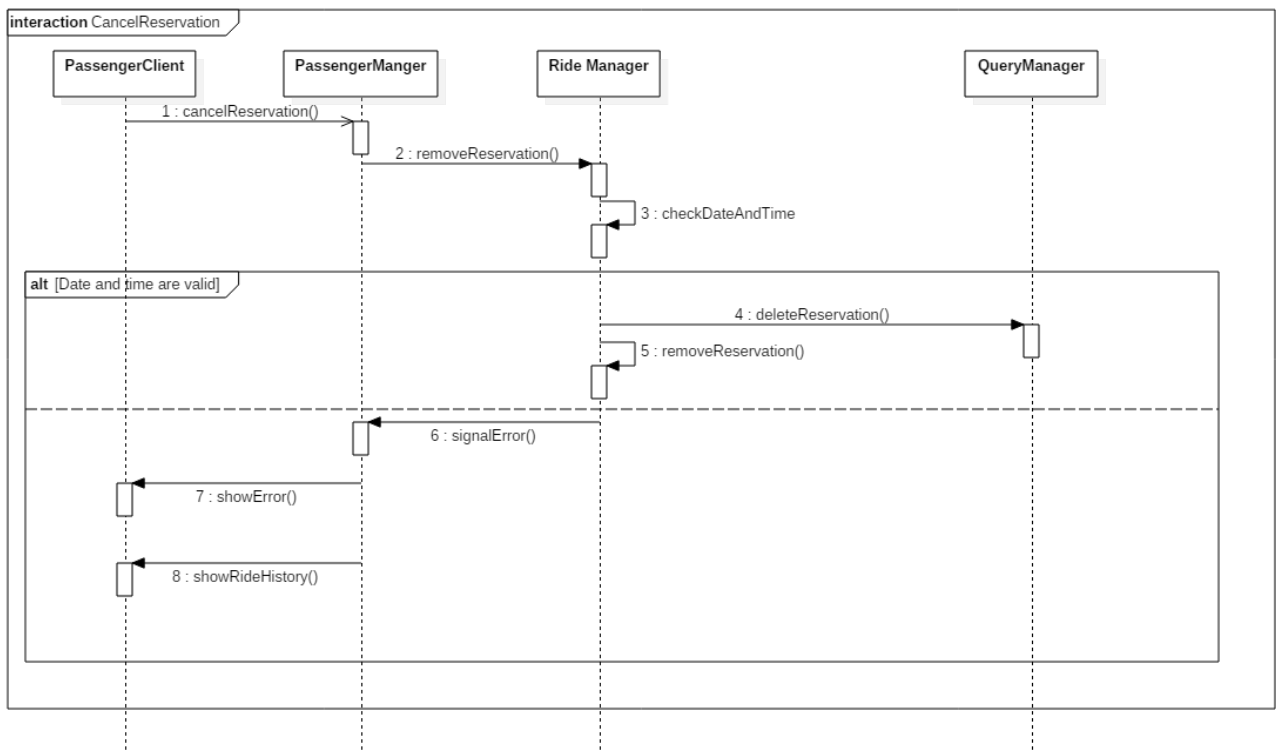 interaction CancelReservation
PassengerClient
PassengerManger
Ride Manager
QueryManager
1 : cancelReservation()
2 : removeReservation()
3 : checkDateAndTime
alt [Date and time are valid]
4 : deleteReservation()
5 : removeReservation()
6 : signalError()
7 : showError()
8 : showRideHistory()